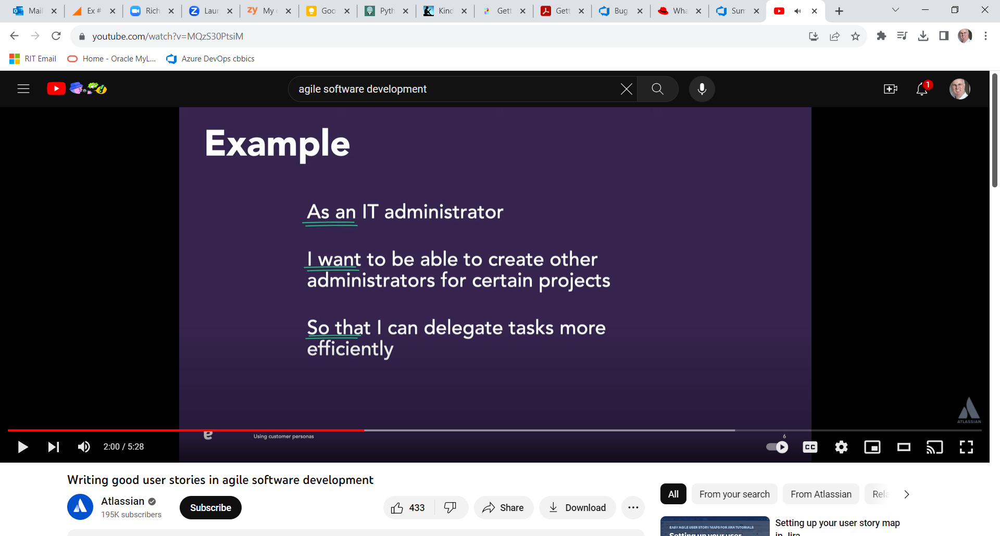 Mail
Ex #
Rich
Laur
My
Goo
Pyth
Kind
Gett
Gett
Bug
Wha
Sum
youtube.com/watch?v=MQzS30PtsiM
RIT Email
Home - Oracle MyL...
Azure DevOps cbbics
agile software development
1
Example
As an IT administrator
I want to be able to create other
administrators for certain projects
So that I can delegate tasks more
efficiently
ATLASSIAN
Using customer personas
6
2:00 / 5:28
CC
Writing good user stories in agile software development
Atlassian
195K subscribers
Subscribe
433
Share
Download
All
From your search
From Atlassian
Rela
EASY AGILE USER STORY MAPS FOR JIRA TUTORIALS
Setting up your user
Setting up your user story map
in Jira